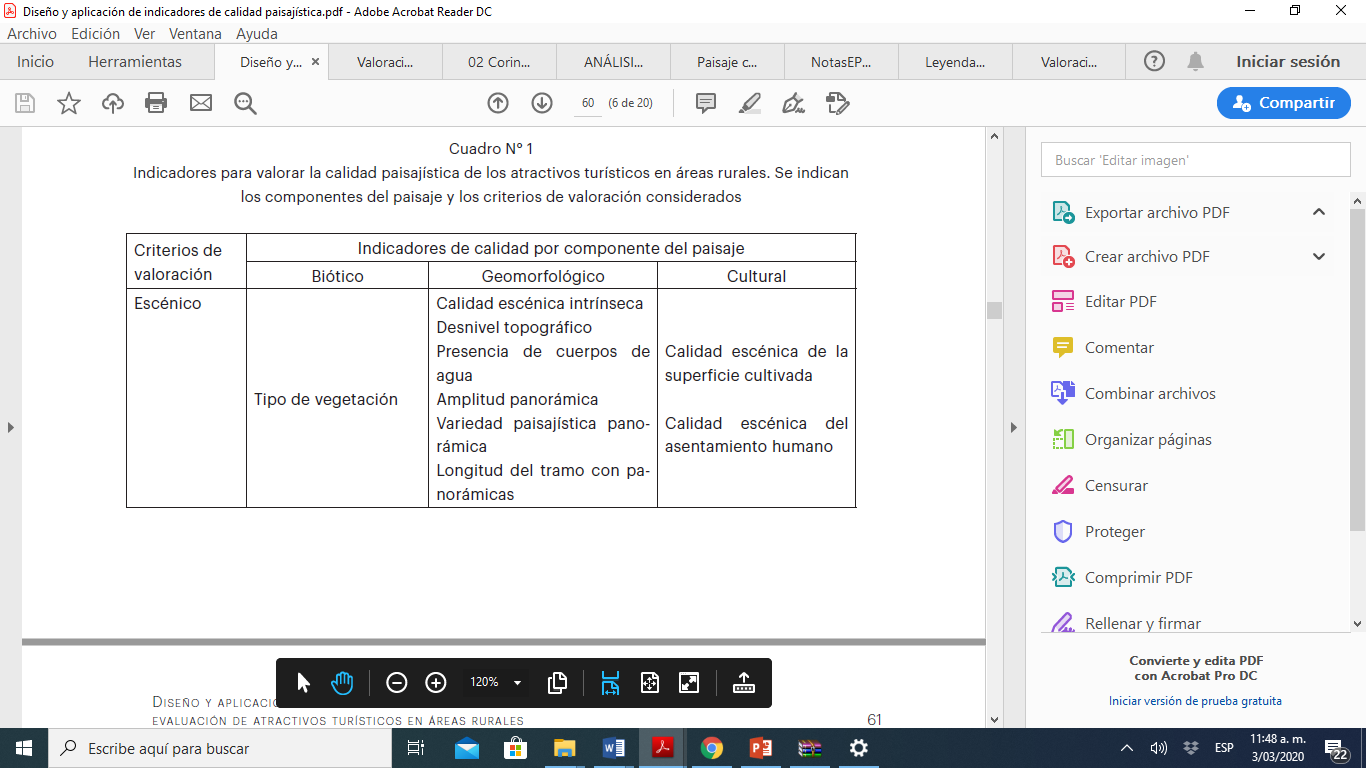 Diseño y aplicación de indicadores de calidad paisajística.pdf - Adobe Acrobat Reader DC
Archivo Edición Ver Ventana Ayuda
Inicio Herramientas Diseño y... × Valoraci... 02 Corin... ANÁLISI... Paisaje c... NotasEP... Leyenda... Valoraci... Iniciar sesión
60 (6 de 20) Compartir
Cuadro N° 1
Indicadores para valorar la calidad paisajística de los atractivos turísticos en áreas rurales. Se indican
los componentes del paisaje y los criterios de valoración considerados
Criterios de
valoración
Indicadores de calidad por componente del paisaje
Biótico Geomorfológico Cultural
Escénico
Tipo de vegetación
Calidad escénica intrínseca
Desnivel topográfico
Presencia de cuerpos de
agua
Amplitud panorámica
Variedad paisajística pano-
rámica
Longitud del tramo con pa-
norámicas
Calidad escénica de la
superficie cultivada
Calidad escénica del
asentamiento humano
Diseño y aplicació
evaluación de atractivos turísticos en áreas rurales
61
120%
Buscar 'Editar imagen'
Exportar archivo PDF
Crear archivo PDF
Editar PDF
Comentar
Combinar archivos
Organizar páginas
Censurar
Proteger
Comprimir PDF
Rellenar y firmar
Convierte y edita PDF
con Acrobat Pro DC
Iniciar versión de prueba gratuita
Escribe aquí para buscar
ESP
11:48 a. m.
3/03/2020
22